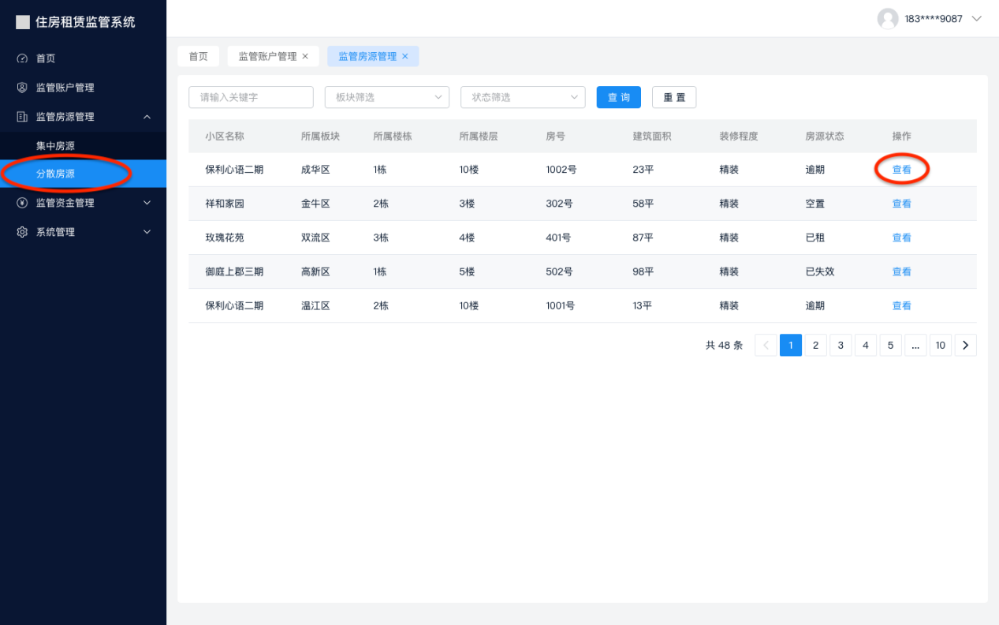 住房租赁监管系统
183****9087
首页
监管账户管理
监管房源管理
集中房源
分散房源
监管资金管理
系统管理
首页 监管账户管理 × 监管房源管理 ×
请输入关键字 板块筛选 状态筛选 查 询 重 置
小区名称 所属板块 所属楼栋 所属楼层 房号 建筑面积 装修程度 房源状态 操作
保利心语二期 成华区 1栋 10楼 1002号 23平 精装 逾期 查看
祥和家园 金牛区 2栋 3楼 302号 58平 精装 空置 查看
玫瑰花苑 双流区 3栋 4楼 401号 87平 精装 已租 查看
御庭上郡三期 高新区 1栋 5楼 502号 98平 精装 已失效 查看
保利心语二期 温江区 2栋 10楼 1001号 13平 精装 逾期 查看
共 48 条 1 2 3 4 5 ... 10